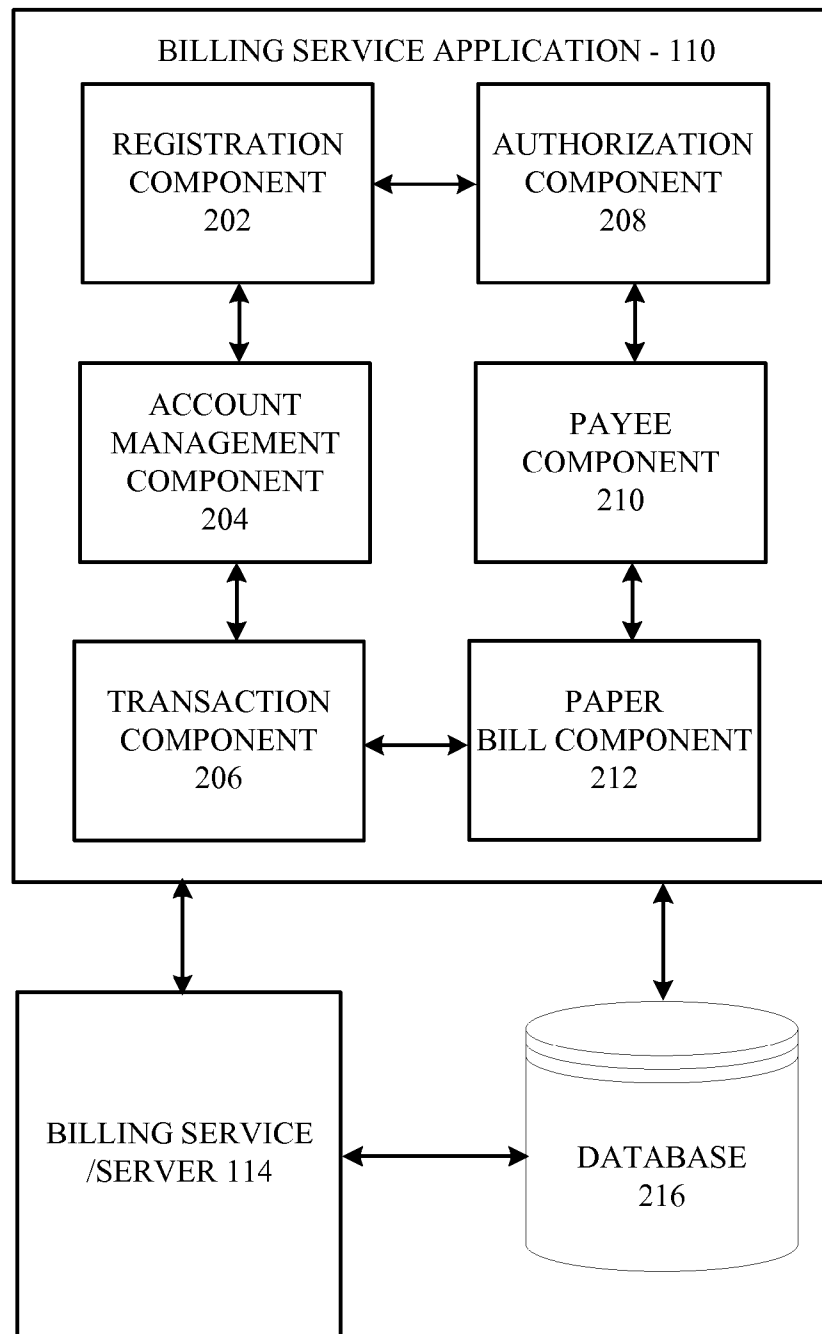 BILLING SERVICE APPLICATION - 110
REGISTRATION
COMPONENT
202
AUTHORIZATION
COMPONENT
208
ACCOUNT
MANAGEMENT
COMPONENT
204
PAYEE
COMPONENT
210
TRANSACTION
COMPONENT
206
PAPER
BILL COMPONENT
212
BILLING SERVICE
/SERVER 114
DATABASE
216